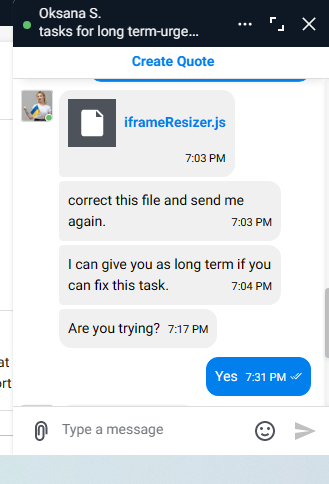 Oksana S.
tasks for long term-urge...
Create Quote
iframeResizer.js
7:03 PM
correct this file and send me
again.
7:03 PM
I can give you as long term if you
can fix this task.
7:04 PM
Are you trying? 7:17 PM
at
ort
Yes 7:31 PM
Type a message